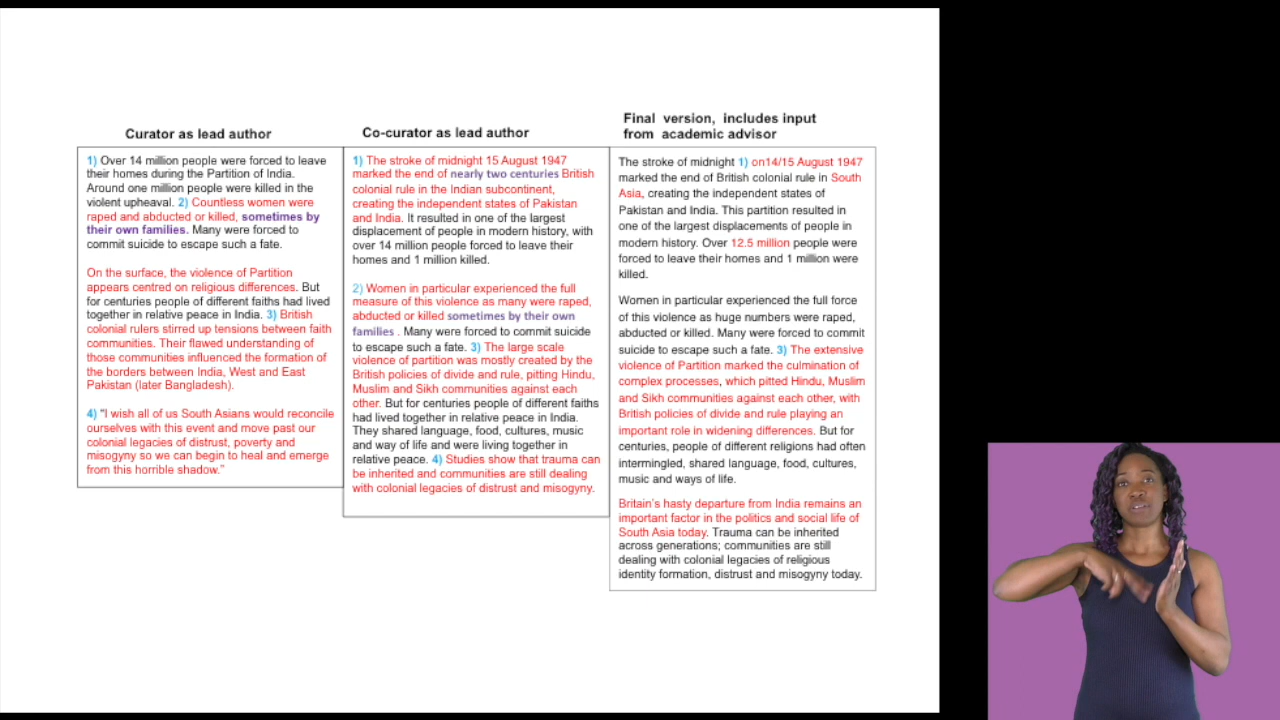 Curator as lead author
1) Over 14 million people were forced to leave
their homes during the Partition of India.
Around one million people were killed in the
violent upheaval. 2) Countless women were
raped and abducted or killed, sometimes by
their own families. Many were forced to
commit suicide to escape such a fate.
On the surface, the violence of Partition
appears centred on religious differences. But
for centuries people of different faiths had lived
together in relative peace in India. 3) British
colonial rulers stirred up tensions between faith
communities. Their flawed understanding of
those communities influenced the formation of
the borders between India, West and East
Pakistan (later Bangladesh).
4) "I wish all of us South Asians would reconcile
ourselves with this event and move past our
colonial legacies of distrust, poverty and
misogyny so we can begin to heal and emerge
from this horrible shadow."
Co-curator as lead author
1) The stroke of midnight 15 August 1947
marked the end of nearly two centuries British
colonial rule in the Indian subcontinent,
creating the independent states of Pakistan
and India. It resulted in one of the largest
displacement of people in modern history, with
over 14 million people forced to leave their
homes and 1 million killed.
2) Women in particular experienced the full
measure of this violence as many were raped,
abducted or killed sometimes by their own
families . Many were forced to commit suicide
to escape such a fate. 3) The large scale
violence of partition was mostly created by the
British policies of divide and rule, pitting Hindu,
Muslim and Sikh communities against each
other. But for centuries people of different faiths
had lived together in relative peace in India.
They shared language, food, cultures, music
and way of life and were living together in
relative peace. 4) Studies show that trauma can
be inherited and communities are still dealing
with colonial legacies of distrust and misogyny.
Final version, includes input
from academic advisor
The stroke of midnight 1) on14/15 August 1947
marked the end of British colonial rule in South
Asia, creating the independent states of
Pakistan and India. This partition resulted in
one of the largest displacements of people in
modern history. Over 12.5 million people were
forced to leave their homes and 1 million were
killed.
Women in particular experienced the full force
of this violence as huge numbers were raped,
abducted or killed. Many were forced to commit
suicide to escape such a fate. 3) The extensive
violence of Partition marked the culmination of
complex processes, which pitted Hindu, Muslim
and Sikh communities against each other, with
British policies of divide and rule playing an
important role in widening differences. But for
centuries, people of different religions had often
intermingled, shared language, food, cultures,
music and ways of life.
Britain's hasty departure from India remains an
important factor in the politics and social life of
South Asia today. Trauma can be inherited
across generations; communities are still
dealing with colonial legacies of religious
identity formation, distrust and misogyny today.